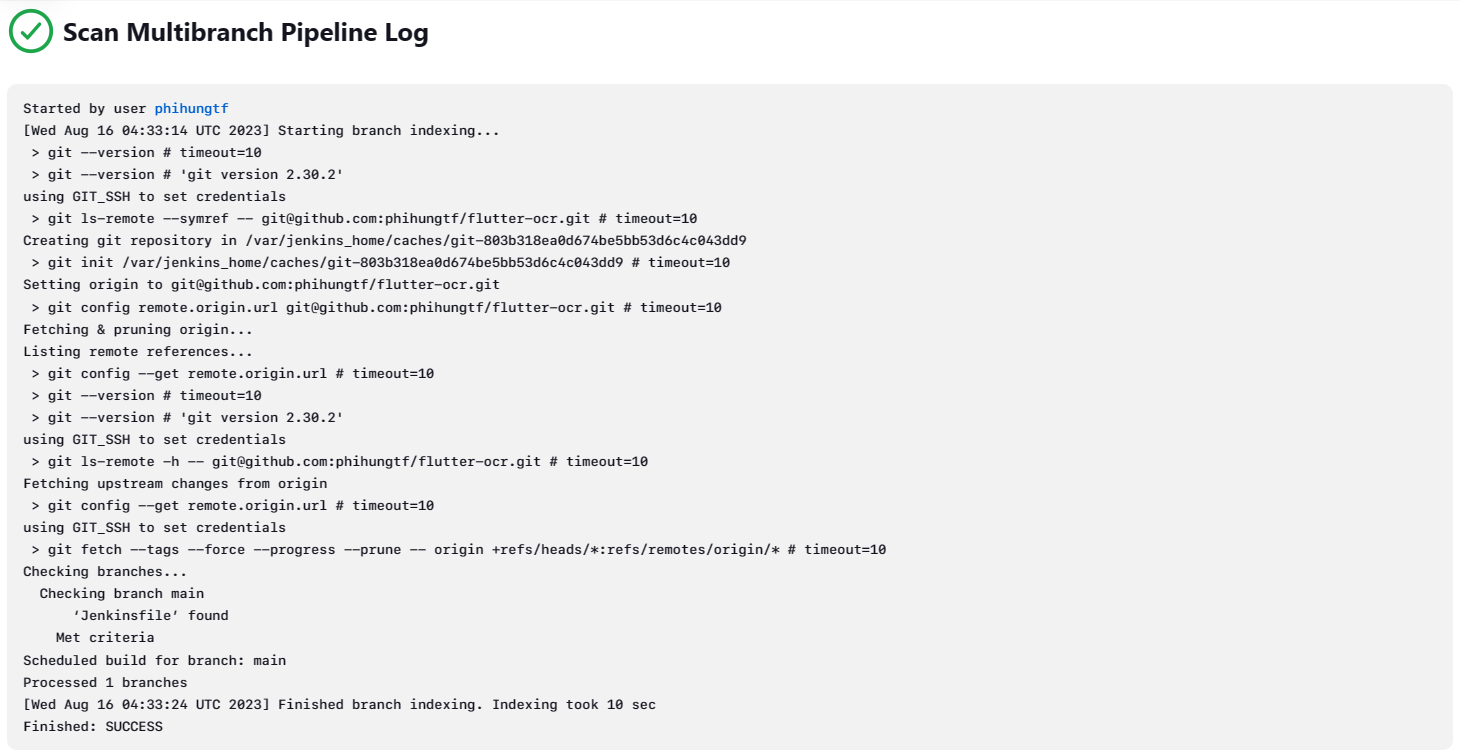 Scan Multibranch Pipeline Log
Started by user phihungtf
[Wed Aug 16 04:33:14 UTC 2023] Starting branch indexing...
 > git --version # timeout=10
 > git --version # 'git version 2.30.2'
using GIT_SSH to set credentials
 > git ls-remote --symref -- git@github.com:phihungtf/flutter-ocr.git # timeout=10
Creating git repository in /var/jenkins_home/caches/git-803b318ea0d674be5bb53d6c4c043dd9
 > git init /var/jenkins_home/caches/git-803b318ea0d674be5bb53d6c4c043dd9 # timeout=10
Setting origin to git@github.com:phihungtf/flutter-ocr.git
 > git config remote.origin.url git@github.com:phihungtf/flutter-ocr.git # timeout=10
Fetching & pruning origin...
Listing remote references...
 > git config --get remote.origin.url # timeout=10
 > git --version # timeout=10
 > git --version # 'git version 2.30.2'
using GIT_SSH to set credentials
 > git ls-remote -h -- git@github.com:phihungtf/flutter-ocr.git # timeout=10
Fetching upstream changes from origin
 > git config --get remote.origin.url # timeout=10
using GIT_SSH to set credentials
 > git fetch --tags --force --progress --prune -- origin +refs/heads/*:refs/remotes/origin/* # timeout=10
Checking branches...
  Checking branch main
      ‘Jenkinsfile’ found
    Met criteria
Scheduled build for branch: main
Processed 1 branches
[Wed Aug 16 04:33:24 UTC 2023] Finished branch indexing. Indexing took 10 sec
Finished: SUCCESS